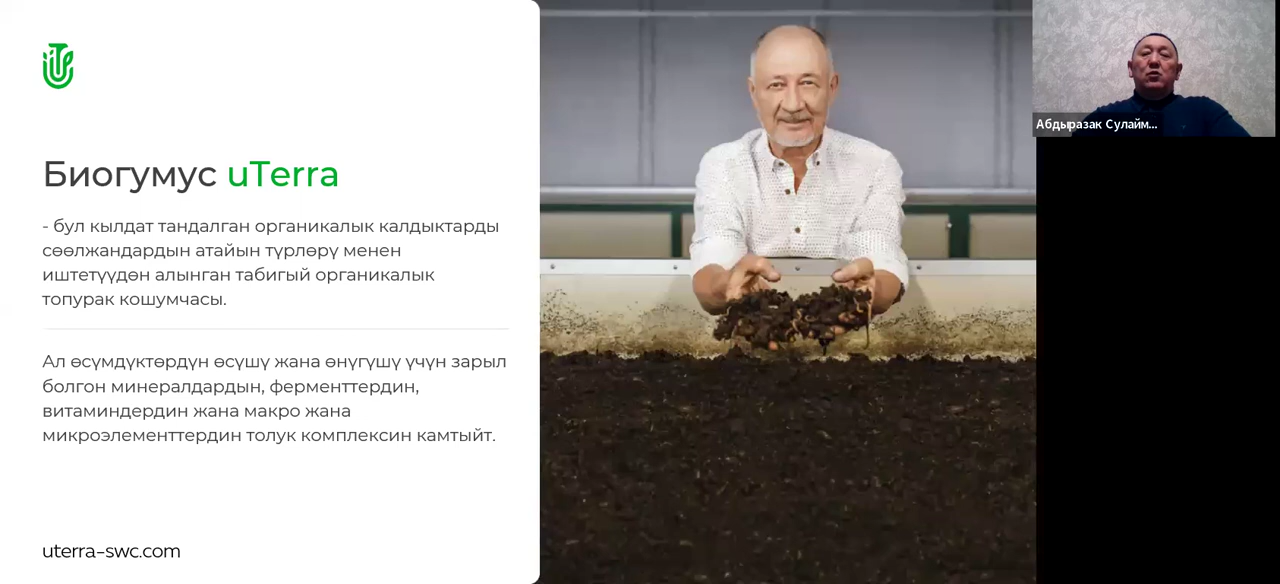 Биогумус uTerra
- бул кылдат тандалган органикалык калдыктарды
сөөлжандардын атайын түрлөрү менен
иштетүүдөн алынган табигый органикалык
топурак кошумчасы.
Ал өсүмдүктөрдүн өсүшү жана өнүгүшү үчүн зарыл
болгон минералдардын, ферменттердин,
витаминдердин жана макро жана
микроэлементтердин толук комплексин камтыйт.
uterra-swc.com
Абдыразак Сулайм...